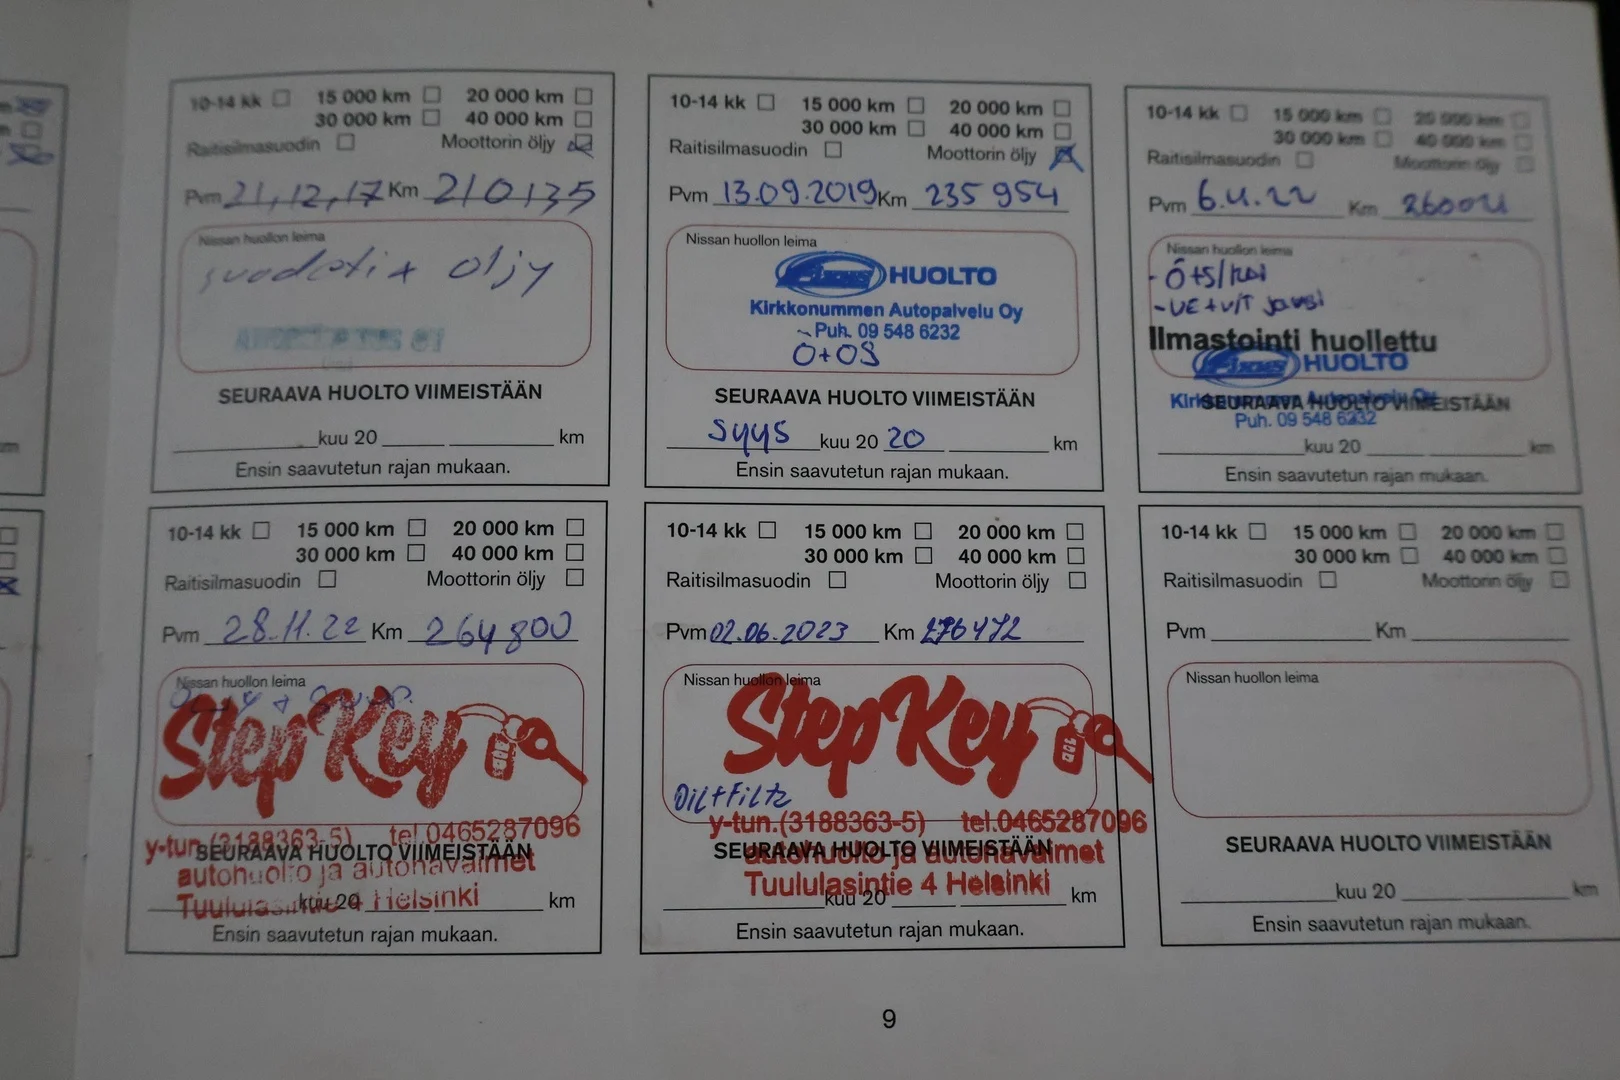 10-14 kk 15 000 km 20 000 km
30 000 km 40 000 km
Raitisilmasuodin Moottorin öljy
Pvm 21,12,17 Km 210135
Nissan huollon leima
suodati + öljy
SEURAAVA HUOLTO VIIMEISTÄÄN
kuu 20 km
Ensin saavutetun rajan mukaan.
10-14 kk 15 000 km 20 000 km
30 000 km 40 000 km
Raitisilmasuodin Moottorin öljy
Pvm 13.09.2019 Km 235 954
Nissan huollon leima
HUOLTO
Kirkkonummen Autopalvelu Oy
Puh. 09 548 6232
Ö+ÖS
SEURAAVA HUOLTO VIIMEISTÄÄN
SYYS kuu 20 20 km
Ensin saavutetun rajan mukaan.
10-14 kk 15 000 km 20 000 km
30 000 km 40 000 km
Raitisilmasuodin Moottorin öljy
Pvm 6.4.22 Km 26004
Nissan huollon leima
- Ö+S/
Ilmastointi huollettu
HUOLTO
SEURAAVA HUOLTO VIIMEISTÄÄN
Puh. 09 548 6232
kuu 20 km
Ensin saavutetun rajan mukaan.
10-14 kk 15 000 km 20 000 km
30 000 km 40 000 km
Raitisilmasuodin Moottorin öljy
Pvm 28.11.22 Km 264800
Nissan huollon leima
StepKey
y-tun.(3188363-5) tel.0465287096
SEURAAVA HUOLTO VIIMEISTÄÄN
autohuolto ja autonavaimet
Tuululasintie 4 Helsinki
kuu 20 km
Ensin saavutetun rajan mukaan.
10-14 kk 15 000 km 20 000 km
30 000 km 40 000 km
Raitisilmasuodin Moottorin öljy
Pvm 02.06.2023 Km 276472
Nissan huollon leima
StepKey
OIL+FILTR
y-tun.(3188363-5) tel.0465287096
SEURAAVA HUOLTO VIIMEISTÄÄN
autohuolto ja autonavaimet
Tuululasintie 4 Helsinki
kuu 20 km
Ensin saavutetun rajan mukaan.
10-14 kk 15 000 km 20 000 km
30 000 km 40 000 km
Raitisilmasuodin Moottorin öljy
Pvm Km
Nissan huollon leima
SEURAAVA HUOLTO VIIMEISTÄÄN
kuu 20 km
Ensin saavutetun rajan mukaan.
9